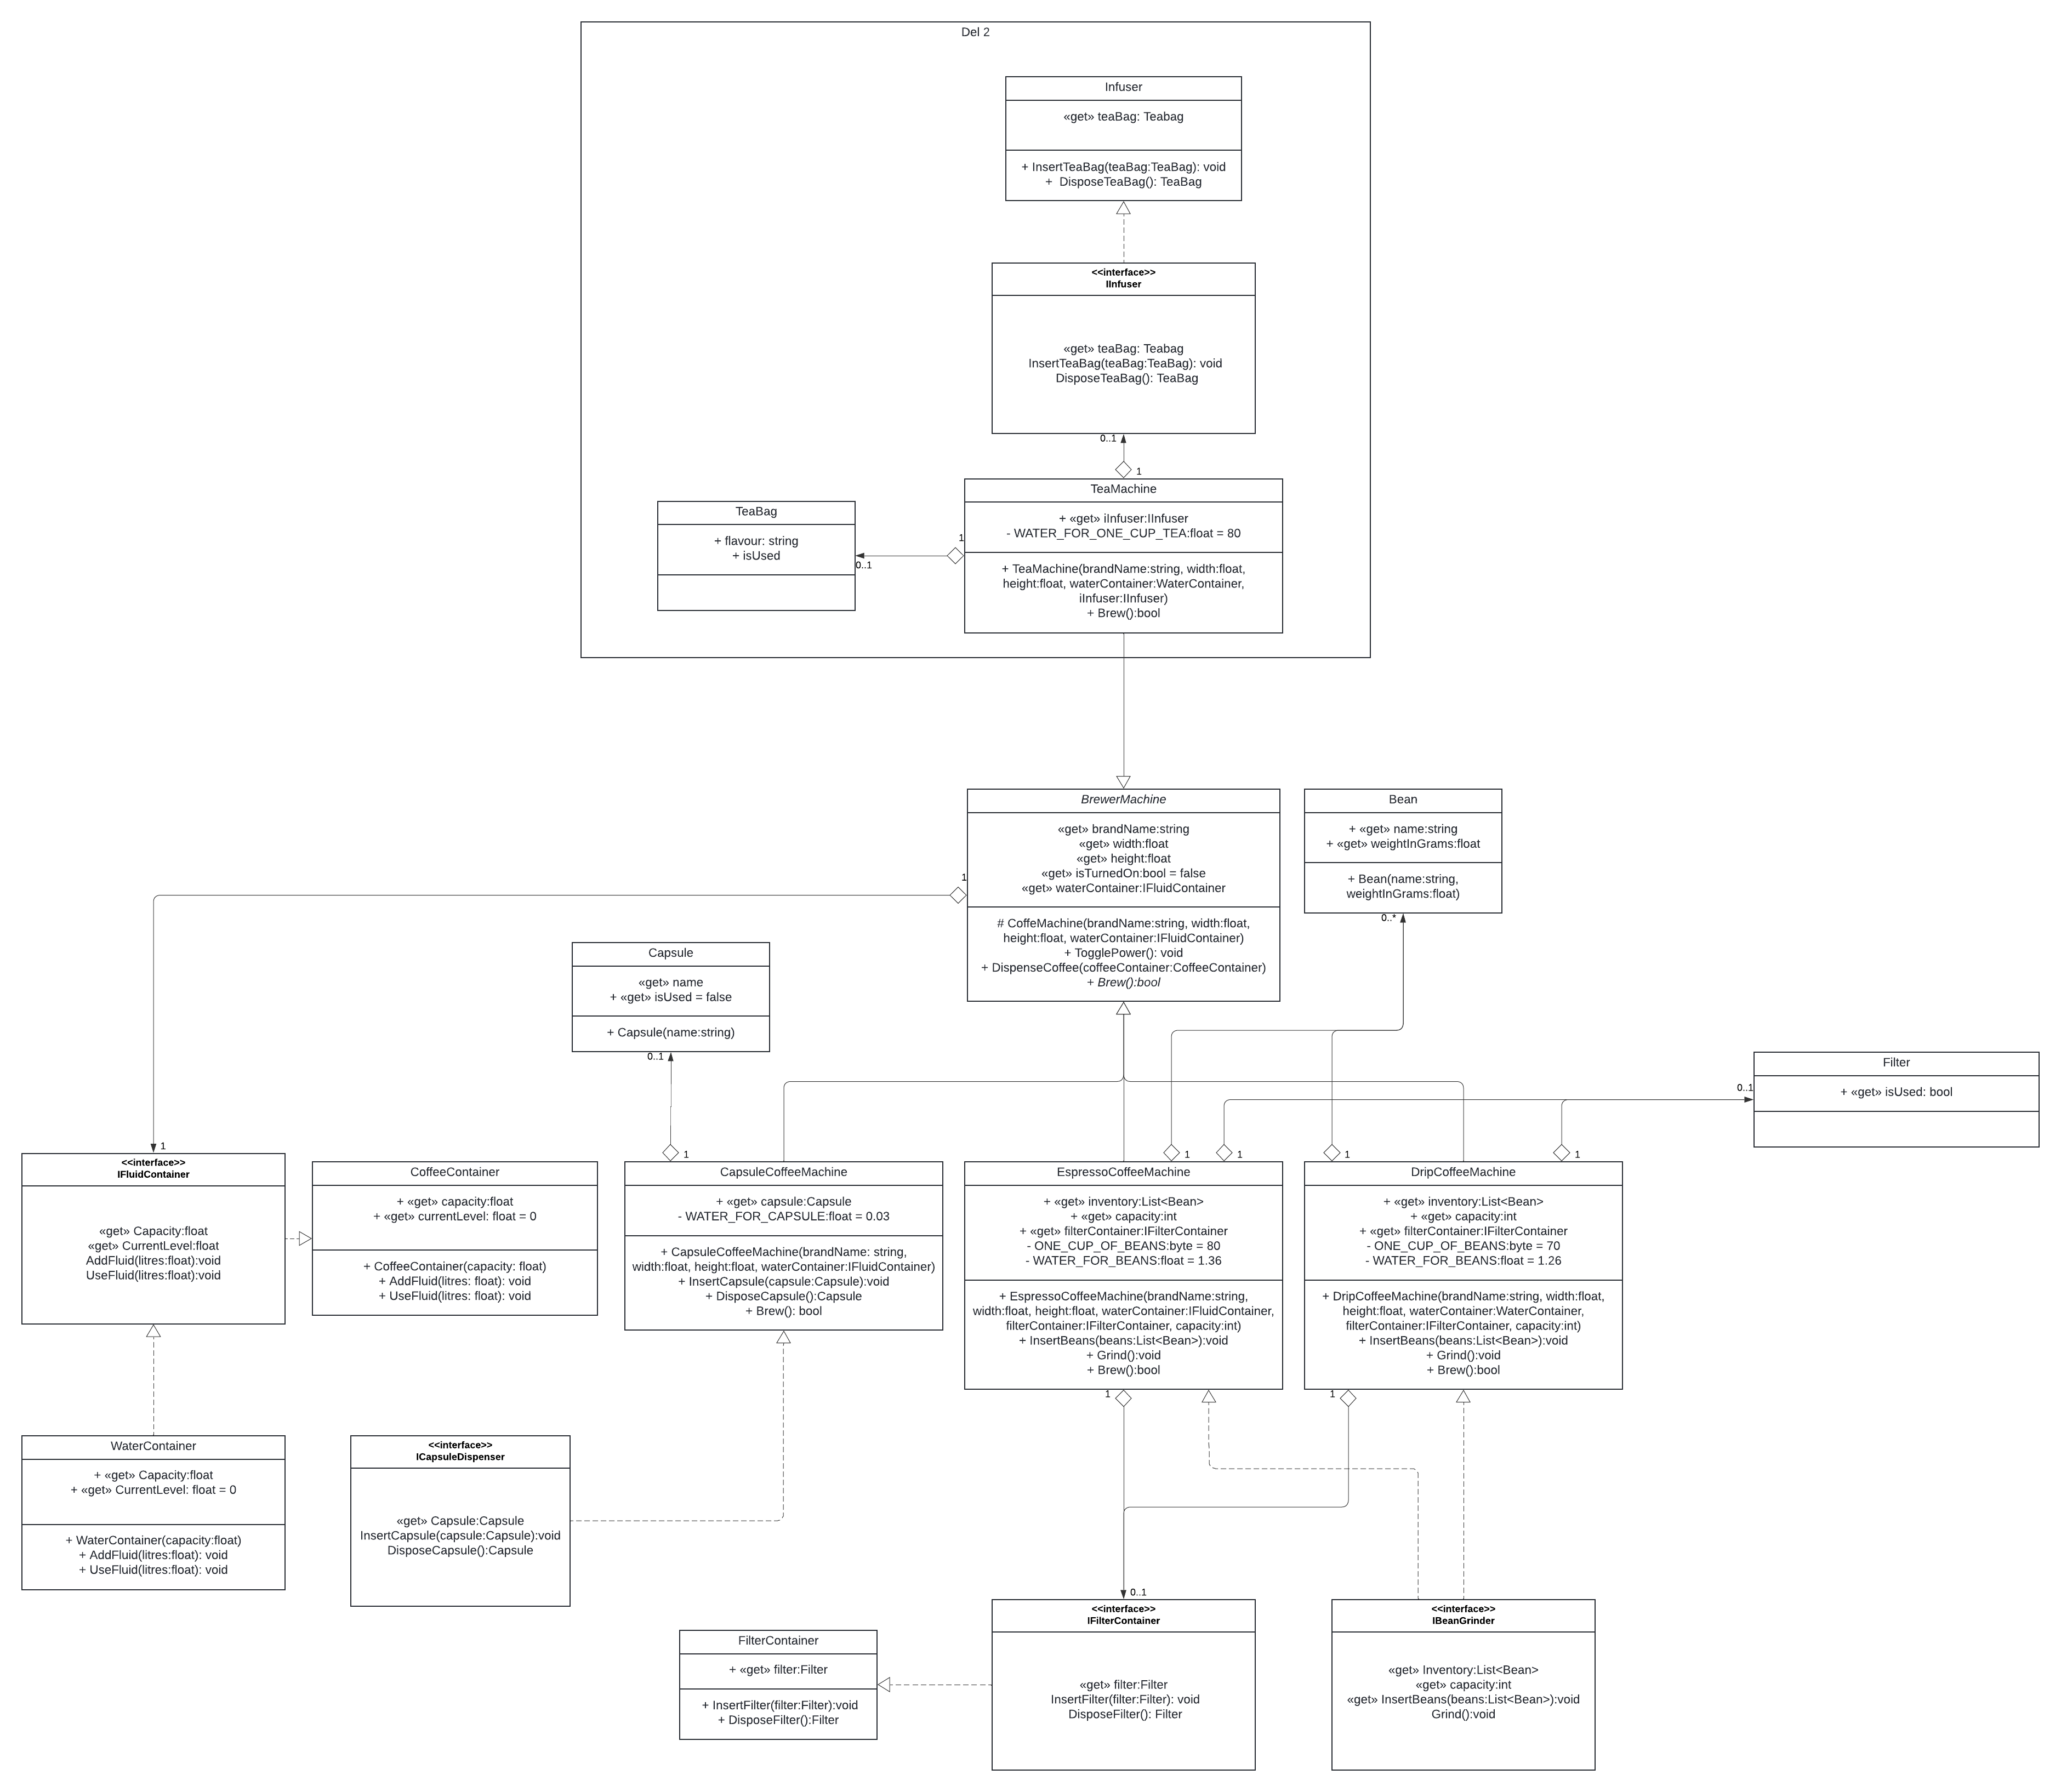 Del 2
Infuser
«get» teaBag: Teabag
+ InsertTeaBag(teaBag:TeaBag): void
+  DisposeTeaBag(): TeaBag
<<interface>>
IInfuser
«get» teaBag: Teabag
InsertTeaBag(teaBag:TeaBag): void
DisposeTeaBag(): TeaBag
0..1
1
TeaMachine
+ «get» iInfuser:IInfuser
- WATER_FOR_ONE_CUP_TEA:float = 80
+ TeaMachine(brandName:string, width:float,
height:float, waterContainer:WaterContainer,
iInfuser:IInfuser)
+ Brew():bool
TeaBag
+ flavour: string
+ isUsed
1
0..1
BrewerMachine
«get» brandName:string
«get» width:float
«get» height:float
«get» isTurnedOn:bool = false
«get» waterContainer:IFluidContainer
# CoffeMachine(brandName:string, width:float,
height:float, waterContainer:IFluidContainer)
+ TogglePower(): void
+ DispenseCoffee(coffeeContainer:CoffeeContainer)
+ Brew():bool
1
Bean
+ «get» name:string
+ «get» weightInGrams:float
+ Bean(name:string,
weightInGrams:float)
0..*
Capsule
«get» name
+ «get» isUsed = false
+ Capsule(name:string)
0..1
Filter
+ «get» isUsed: bool
0..1
1
<<interface>>
IFluidContainer
«get» Capacity:float
«get» CurrentLevel:float
AddFluid(litres:float):void
UseFluid(litres:float):void
CoffeeContainer
+ «get» capacity:float
+ «get» currentLevel: float = 0
+ CoffeeContainer(capacity: float)
+ AddFluid(litres: float): void
+ UseFluid(litres: float): void
1
CapsuleCoffeeMachine
+ «get» capsule:Capsule
- WATER_FOR_CAPSULE:float = 0.03
+ CapsuleCoffeeMachine(brandName: string,
width:float, height:float, waterContainer:IFluidContainer)
+ InsertCapsule(capsule:Capsule):void
+ DisposeCapsule():Capsule
+ Brew(): bool
1
1
EspressoCoffeeMachine
+ «get» inventory:List<Bean>
+ «get» capacity:int
+ «get» filterContainer:IFilterContainer
- ONE_CUP_OF_BEANS:byte = 80
- WATER_FOR_BEANS:float = 1.36
+ EspressoCoffeeMachine(brandName:string,
width:float, height:float, waterContainer:IFluidContainer,
filterContainer:IFilterContainer, capacity:int)
+ InsertBeans(beans:List<Bean>):void
+ Grind():void
+ Brew():bool
1
1
1
DripCoffeeMachine
+ «get» inventory:List<Bean>
+ «get» capacity:int
+ «get» filterContainer:IFilterContainer
- ONE_CUP_OF_BEANS:byte = 70
- WATER_FOR_BEANS:float = 1.26
+ DripCoffeeMachine(brandName:string, width:float,
height:float, waterContainer:WaterContainer,
filterContainer:IFilterContainer, capacity:int)
+ InsertBeans(beans:List<Bean>):void
+ Grind():void
+ Brew():bool
1
WaterContainer
+ «get» Capacity:float
+ «get» CurrentLevel: float = 0
+ WaterContainer(capacity:float)
+ AddFluid(litres:float): void
+ UseFluid(litres:float): void
<<interface>>
ICapsuleDispenser
«get» Capsule:Capsule
InsertCapsule(capsule:Capsule):void
DisposeCapsule():Capsule
FilterContainer
+ «get» filter:Filter
+ InsertFilter(filter:Filter):void
+ DisposeFilter():Filter
0..1
<<interface>>
IFilterContainer
«get» filter:Filter
InsertFilter(filter:Filter): void
DisposeFilter(): Filter
<<interface>>
IBeanGrinder
«get» Inventory:List<Bean>
«get» capacity:int
«get» InsertBeans(beans:List<Bean>):void
Grind():void